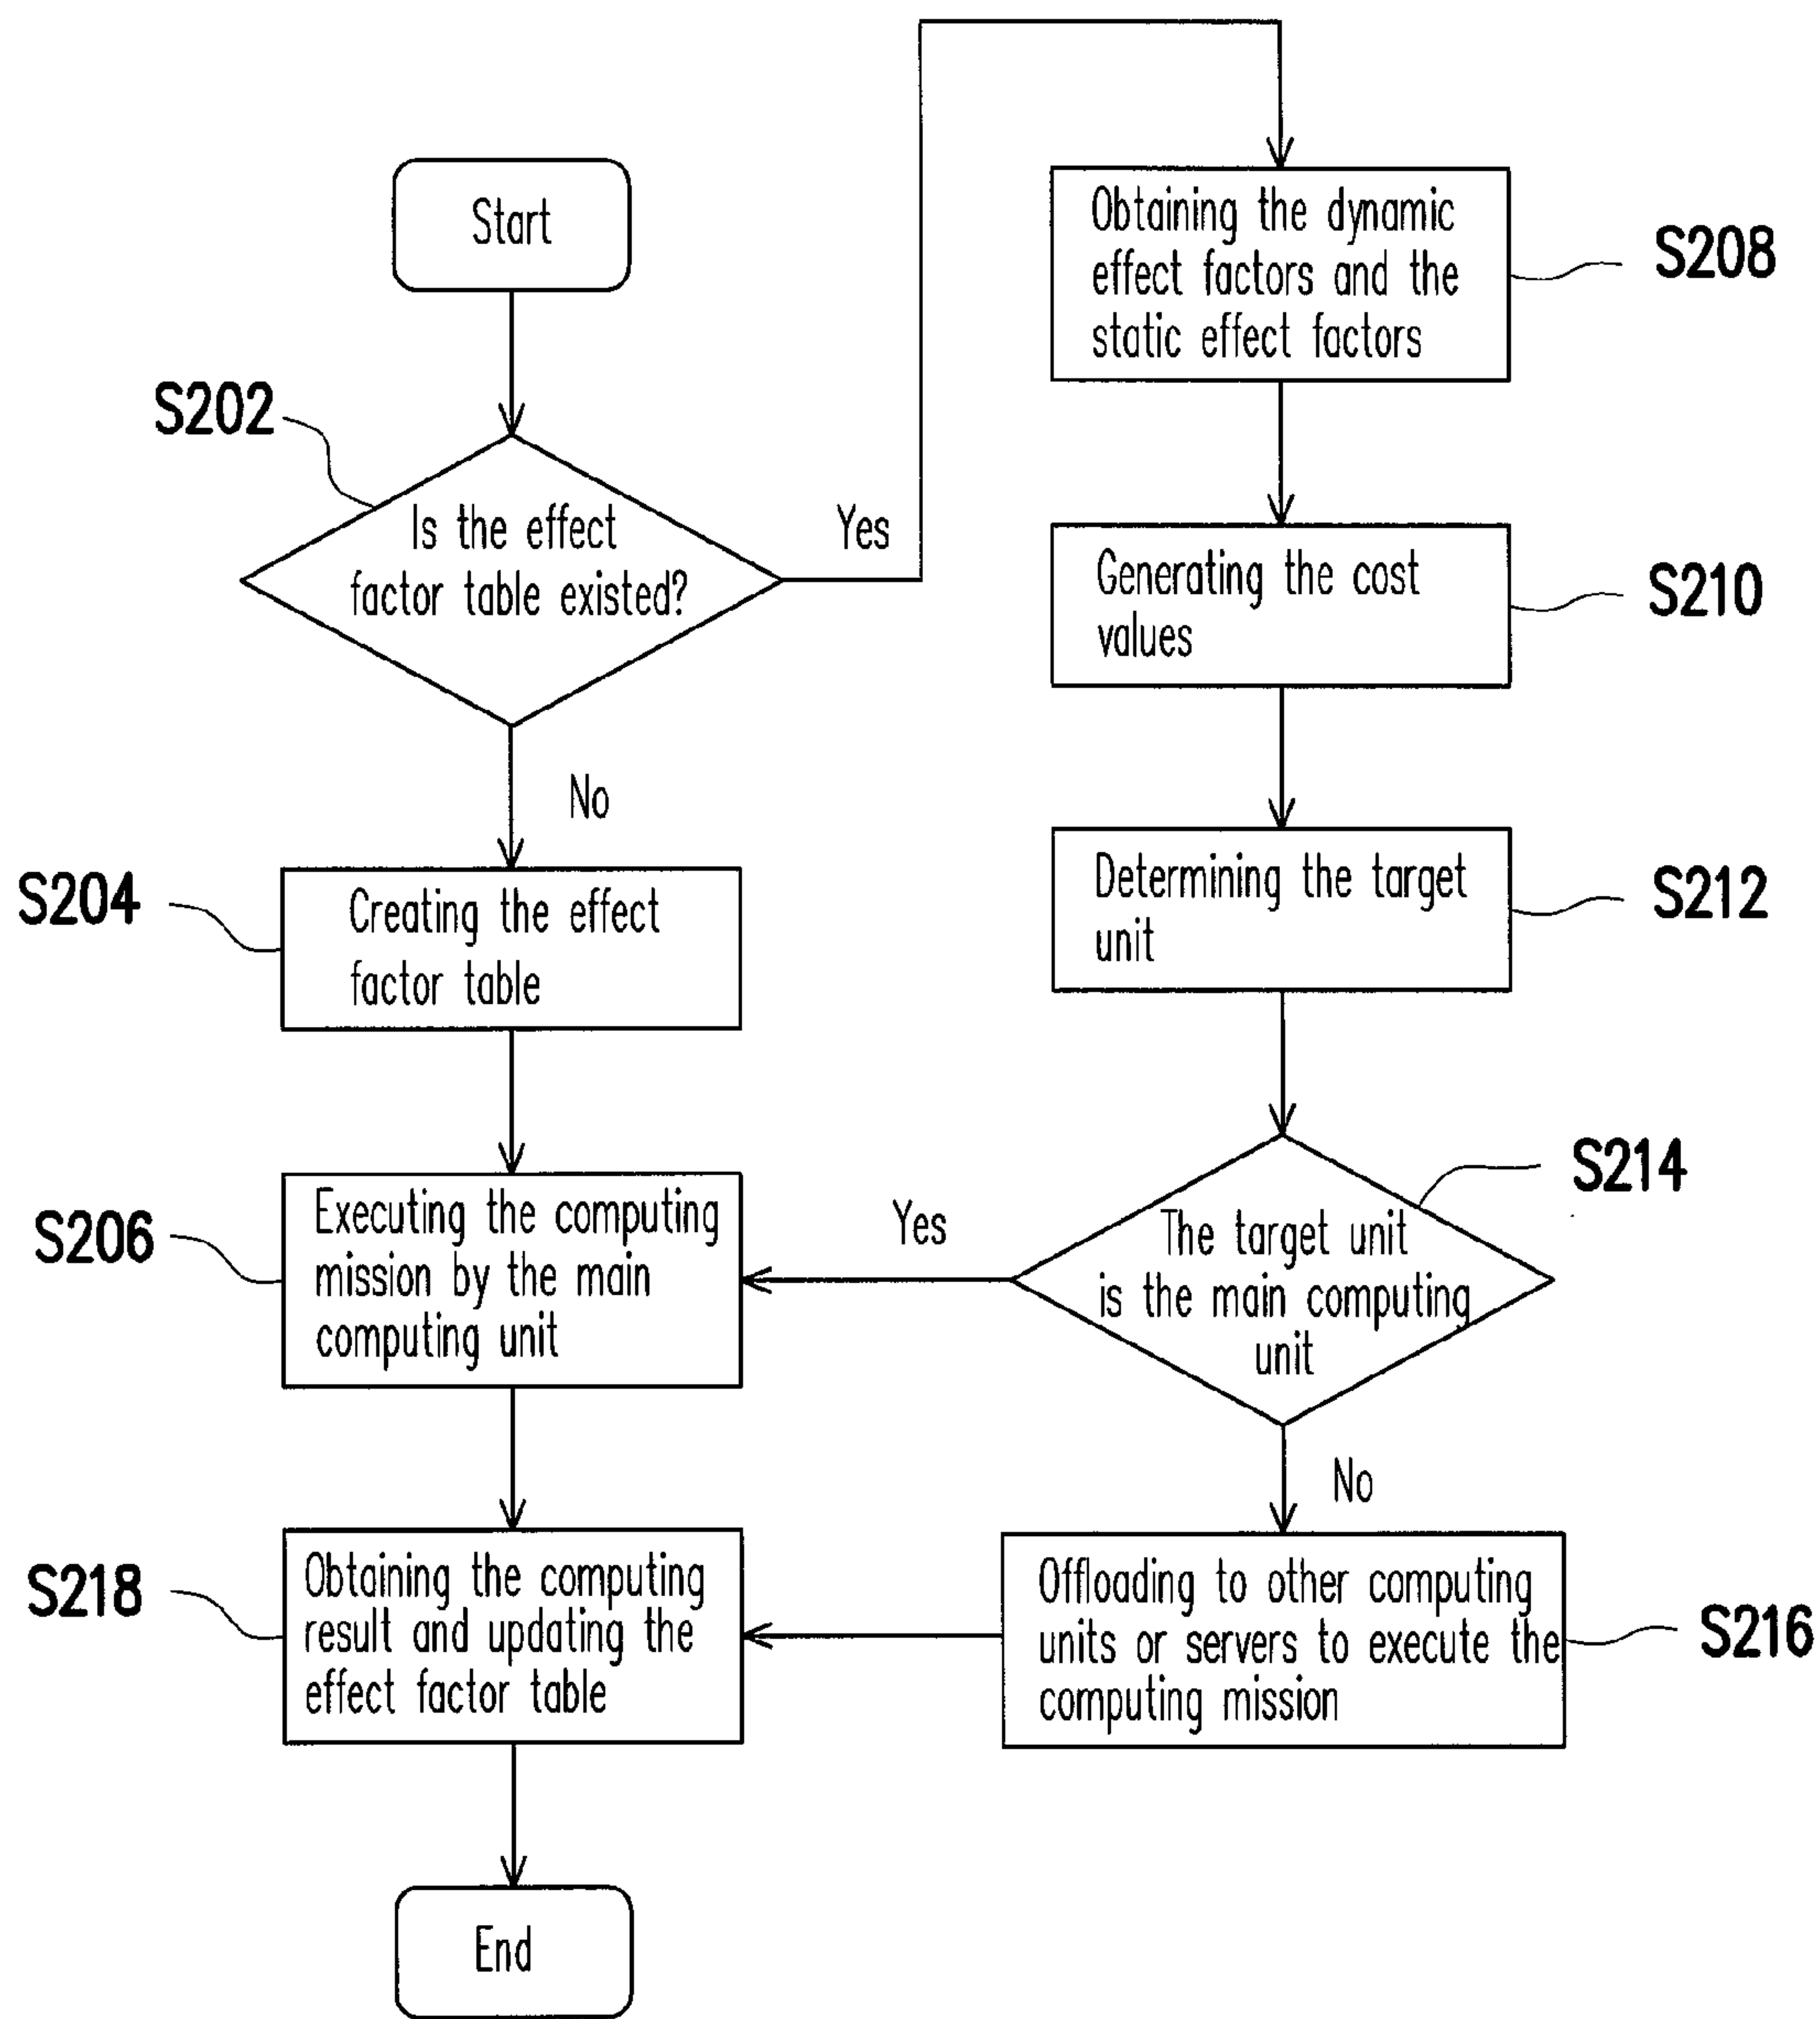 Start
S202
Is the effect
factor table existed?
Yes
No
S204
Creating the effect
factor table
S206
Executing the computing
mission by the main
computing unit
S218
Obtaining the computing
result and updating the
effect factor table
End
Obtaining the dynamic
effect factors and the
static effect factors
S208
Generating the cost
values
S210
Determining the target
unit
S212
The target unit
is the main computing
unit
S214
Yes
No
Offloading to other computing
units or servers to execute the
computing mission
S216